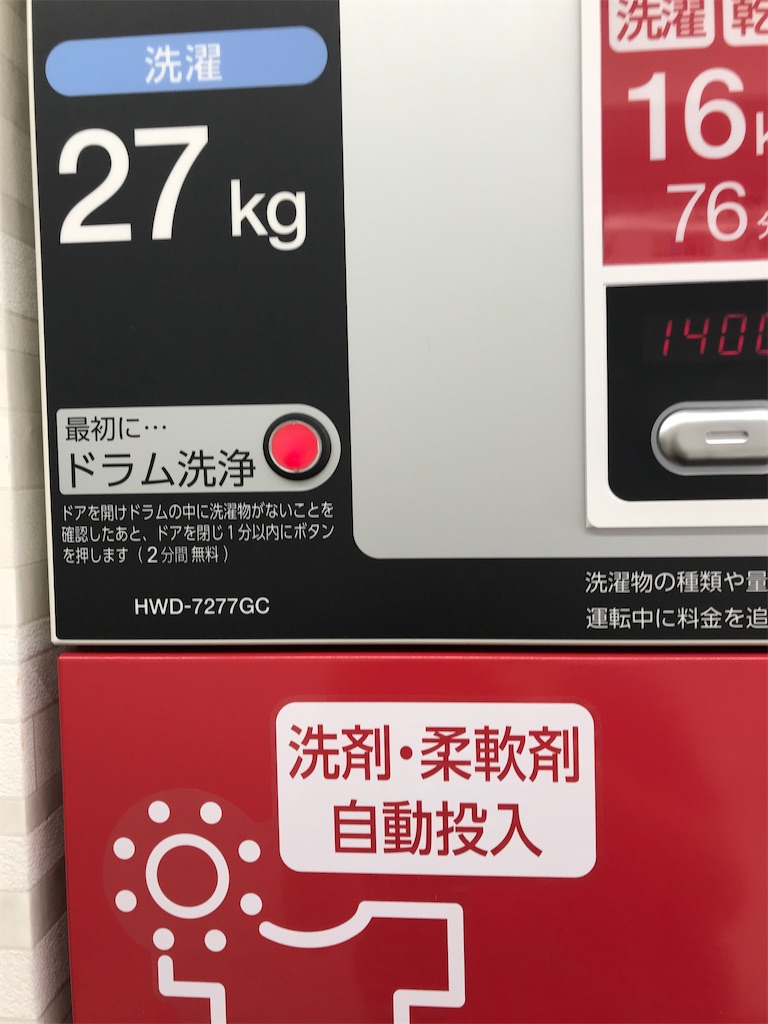 洗濯
27 kg
最初に…
ドラム洗浄
ドアを開けドラムの中に洗濯物がないことを
確認したあと、ドアを閉じ1分以内にボタン
を押します（2分間 無料）
HWD-7277GC
洗濯 乾
16
76分
1400
洗濯物の種類や量
運転中に料金を追
洗剤・柔軟剤
自動投入